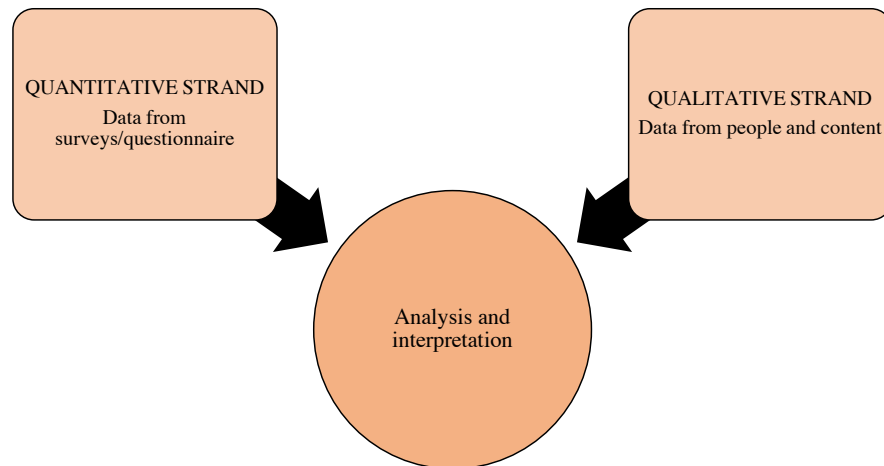 QUANTITATIVE STRAND
Data from
surveys/questionnaire
QUALITATIVE STRAND
Data from people and content
Analysis and
interpretation